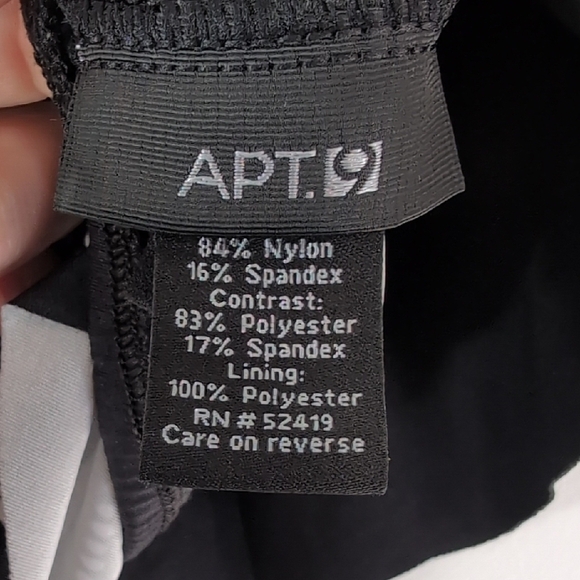 APT.9
84% Nylon
16% Spandex
Contrast:
83% Polyester
17% Spandex
Lining:
100% Polyester
RN # 52419
Care on reverse